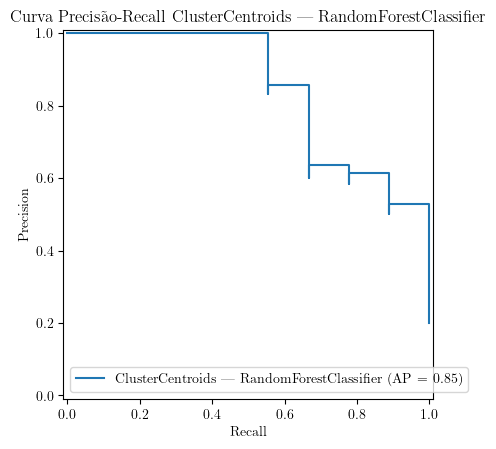 Curva Precisão-Recall ClusterCentroids — RandomForestClassifier
1.0
0.8
0.6
0.4
0.2
0.0
Precision
ClusterCentroids — RandomForestClassifier (AP = 0.85)
0.0 0.2 0.4 0.6 0.8 1.0
Recall